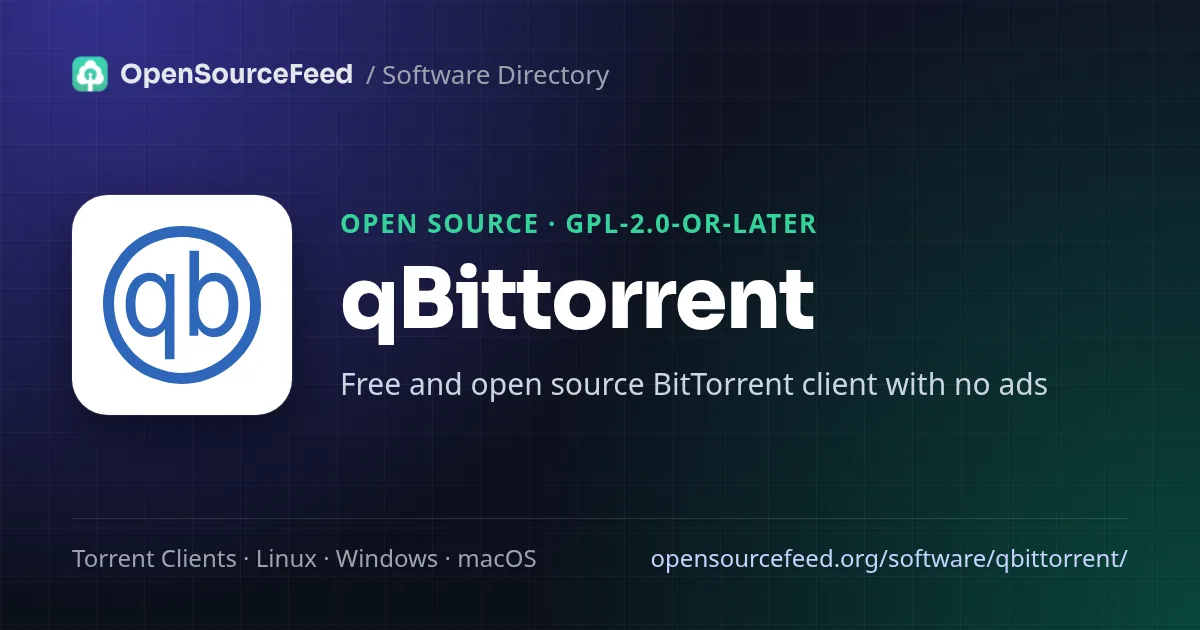 OpenSourceFeed / Software Directory
qb
OPEN SOURCE · GPL-2.0-OR-LATER
qBittorrent
Free and open source BitTorrent client with no ads
Torrent Clients · Linux · Windows · macOS
opensourcefeed.org/software/qbittorrent/